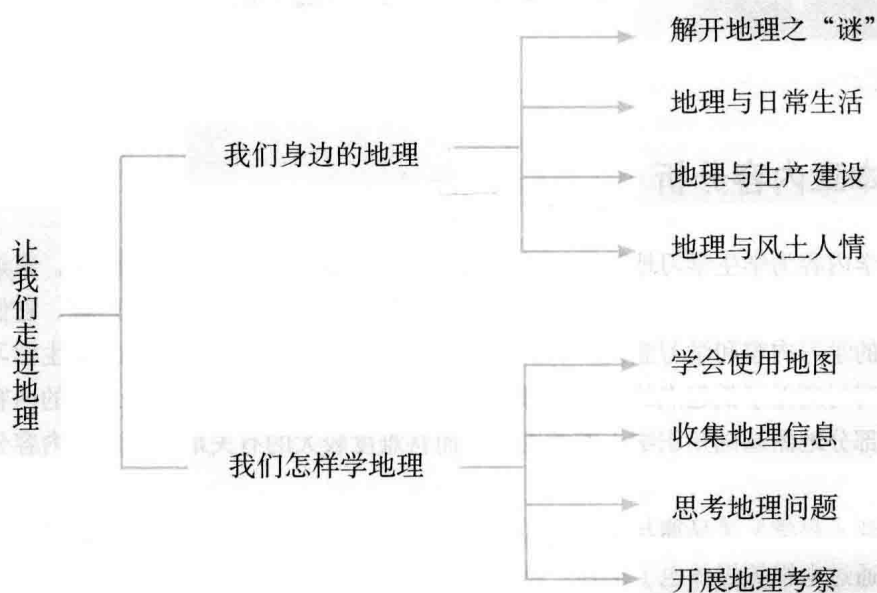 让我们走进地理
我们身边的地理
解开地理之“谜”
地理与日常生活
地理与生产建设
地理与风土人情
我们怎样学地理
学会使用地图
收集地理信息
思考地理问题
开展地理考察